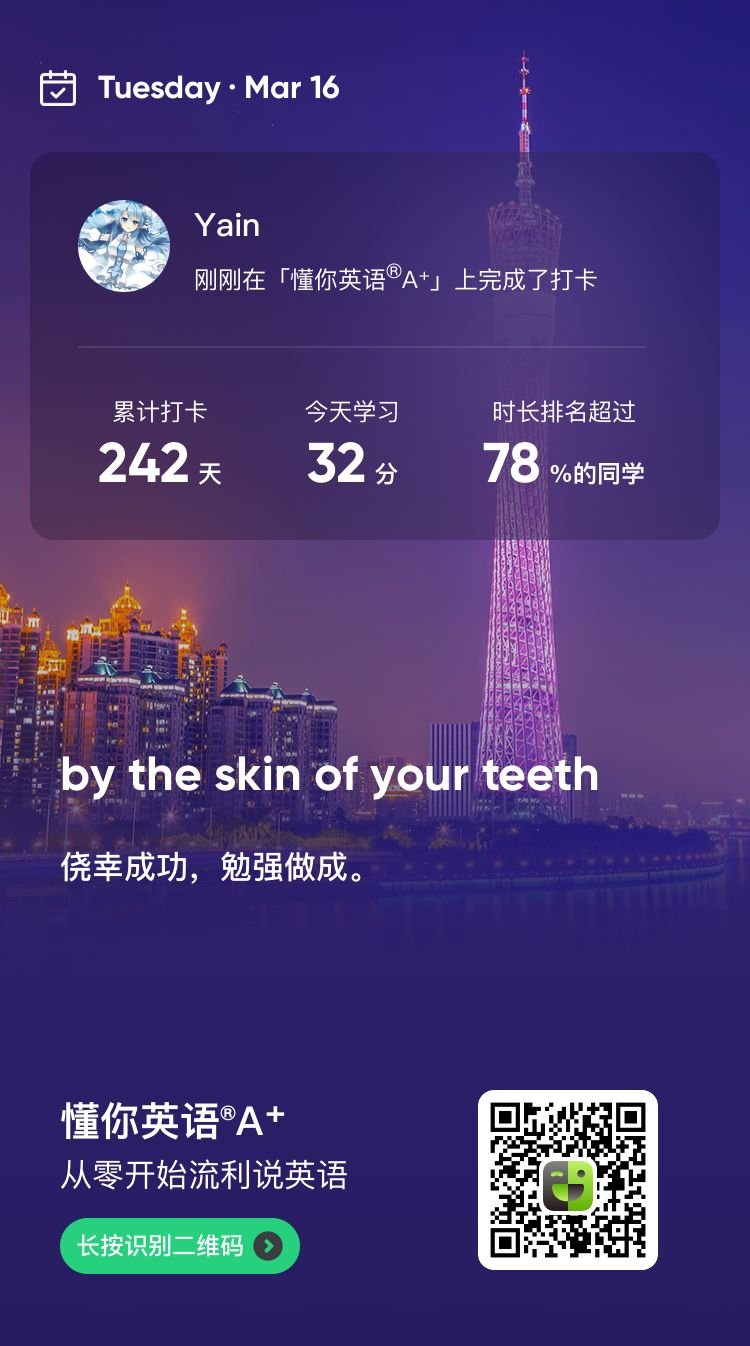 Tuesday · Mar 16
Yain
刚刚在「懂你英语®A⁺」上完成了打卡
累计打卡 今天学习 时长排名超过
242 天 32 分 78 %的同学
by the skin of your teeth
侥幸成功，勉强做成。
懂你英语®A⁺
从零开始流利说英语
长按识别二维码